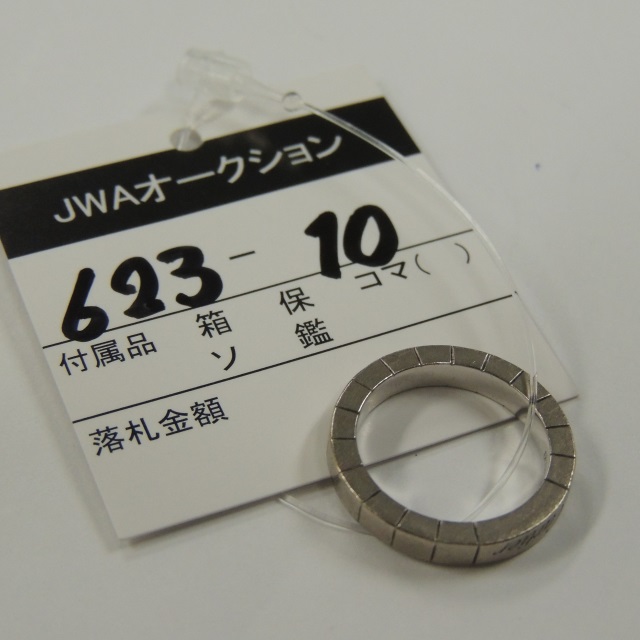 JWAオークション
623-10
付属品 箱 保 コマ( )
ソ 鑑
落札金額